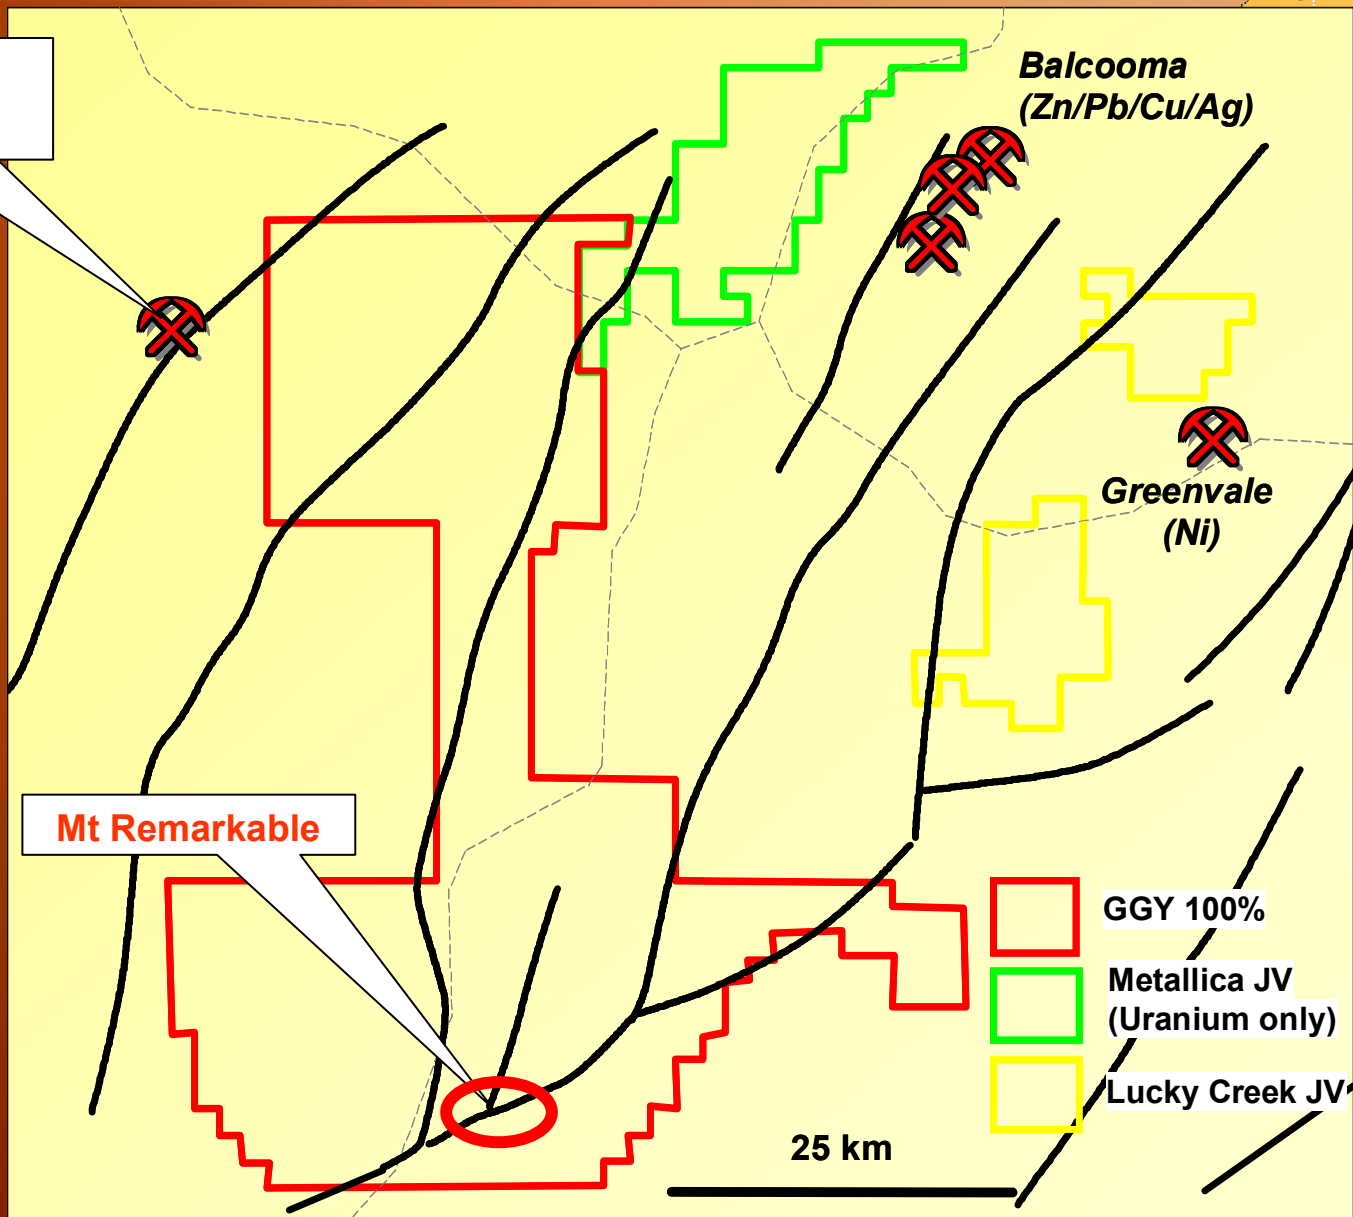 Balcooma
(Zn/Pb/Cu/Ag)
Greenvale
(Ni)
Mt Remarkable
GGY 100%
Metallica JV
(Uranium only)
Lucky Creek JV
25 km